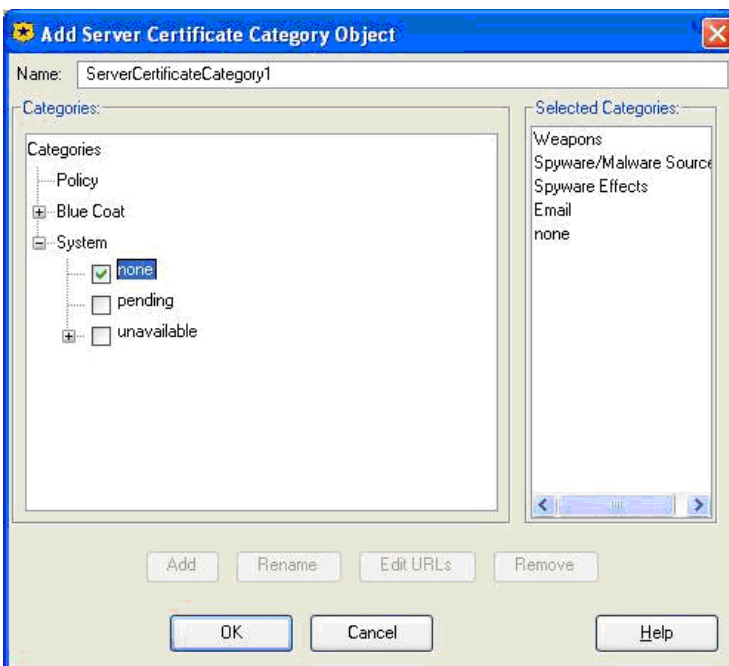 Add Server Certificate Category Object
Name: ServerCertificateCategory1
Categories:
Categories
Policy
Blue Coat
System
none
pending
unavailable
Selected Categories:
Weapons
Spyware/Malware Source
Spyware Effects
Email
none
Add Rename Edit URLs Remove
OK Cancel Help